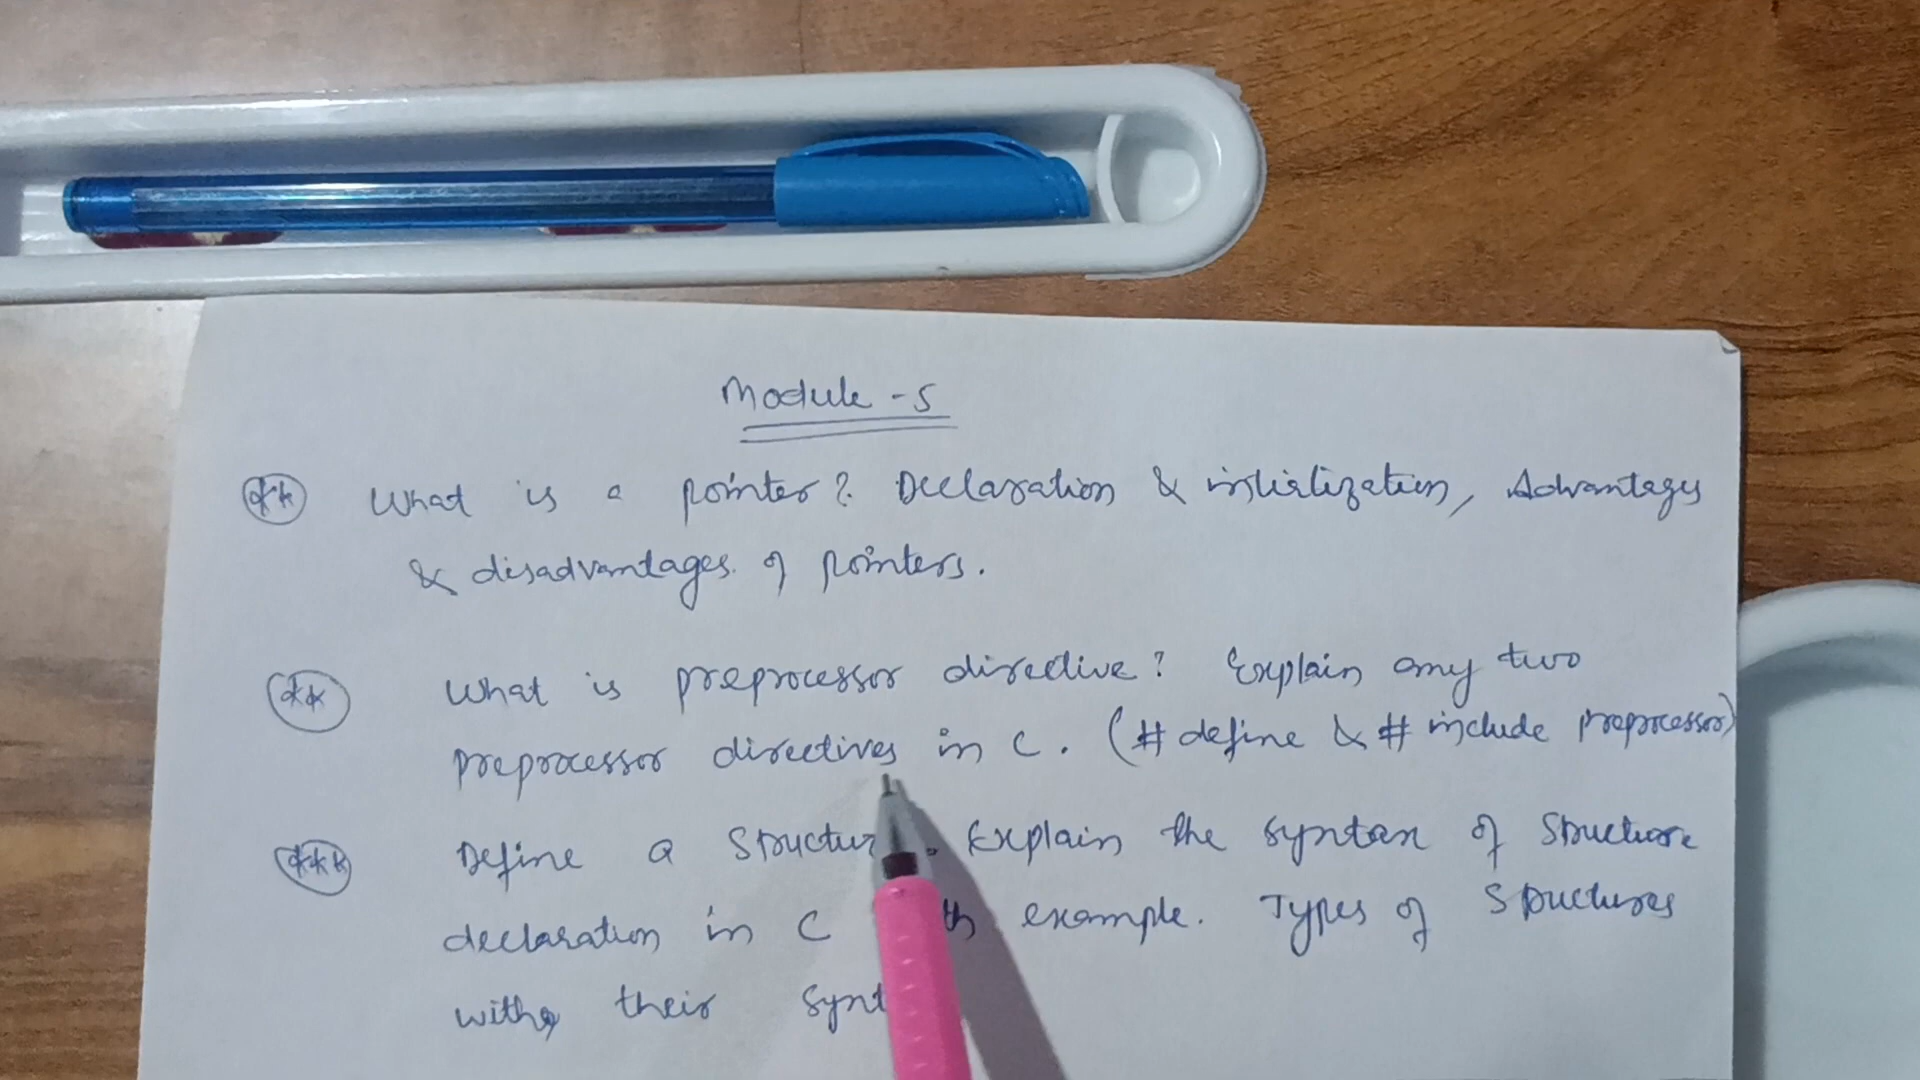 Module - 5
** What is a pointer? Declaration & initialization, Advantages
& disadvantages of pointers.
** What is preprocessor directive? Explain any two
preprocessor directives in C. (# define & # include preprocessor)
*** Define a Explain the syntax of Structure
declaration in C example. Types of Structures
with their